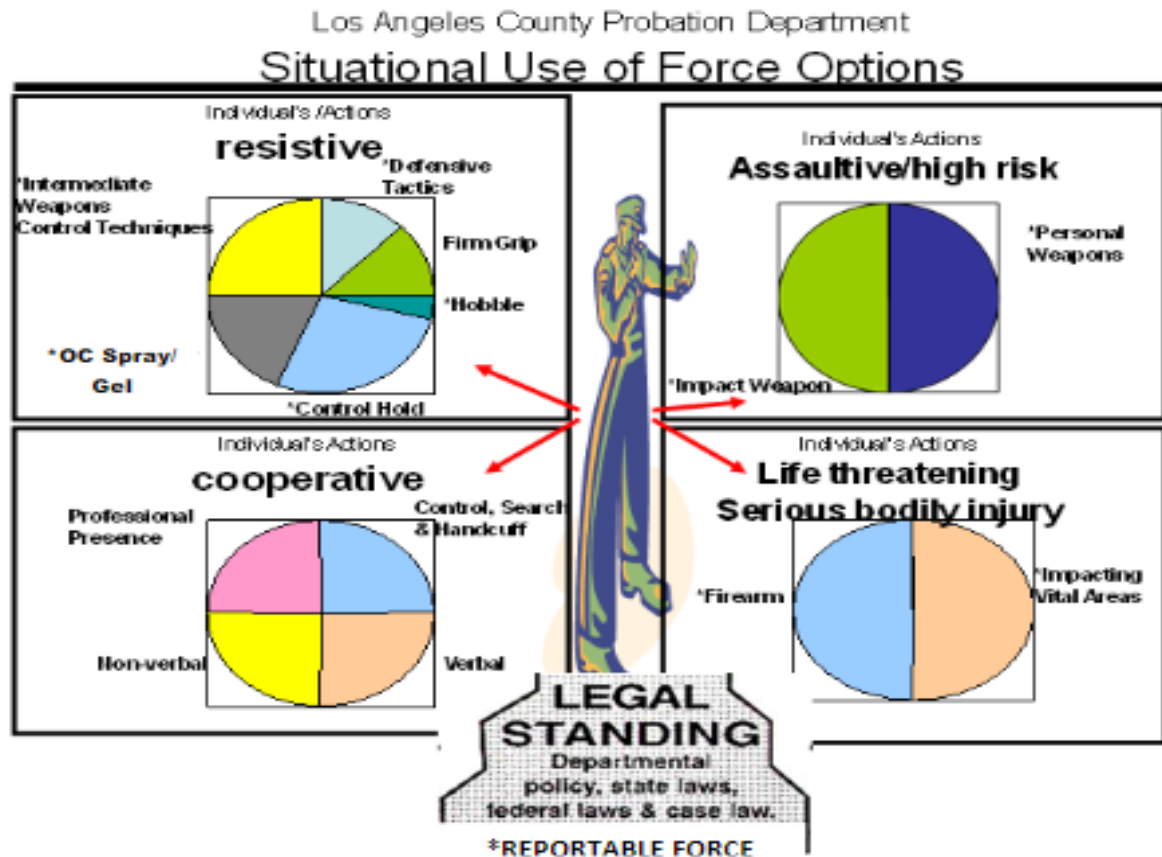 Los Angeles County Probation Department
Situational Use of Force Options
Individual's /Actions
resistive
*Intermediate
Weapons
Control Techniques
*Defensive
Tactics
Firm Grip
*Hobble
*OC Spray/
Gel
*Control Hold
Individual's Actions
Assaultive/high risk
*Personal
Weapons
*Impact Weapon
Individual's Actions
cooperative
Professional
Presence
Control, Search
& Handcuff
Non-verbal
Verbal
Individual's Actions
Life threatening
Serious bodily injury
*Firearm
*Impacting
Vital Areas
LEGAL
STANDING
Departmental
policy, state laws,
federal laws & case law.
*REPORTABLE FORCE